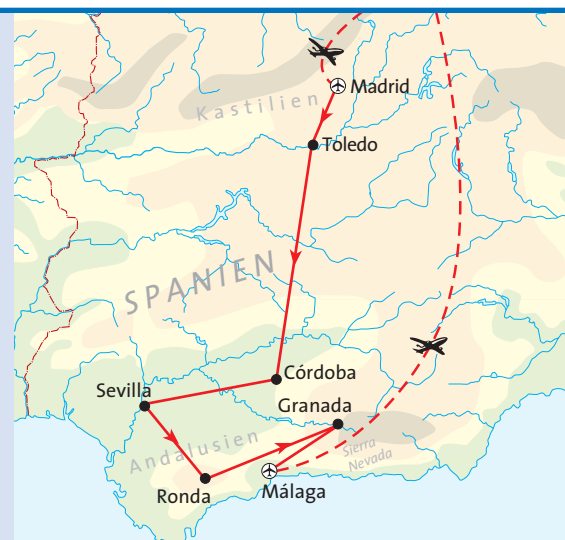 Madrid
Kastilien
Toledo
SPANIEN
Córdoba
Sevilla
Granada
Andalusien
Sierra
Nevada
Ronda
Málaga